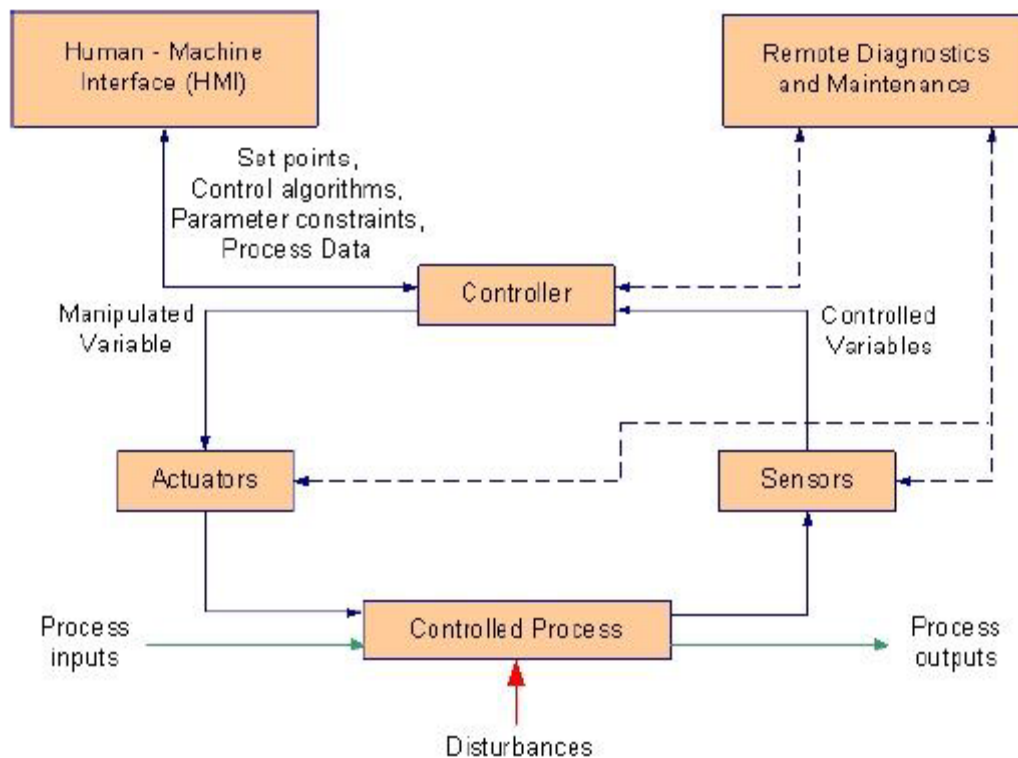 Human - Machine
Interface (HMI)
Remote Diagnostics
and Maintenance
Set points,
Control algorithms,
Parameter constraints,
Process Data
Controller
Manipulated
Variable
Controlled
Variables
Actuators
Sensors
Process
inputs
Controlled Process
Process
outputs
Disturbances